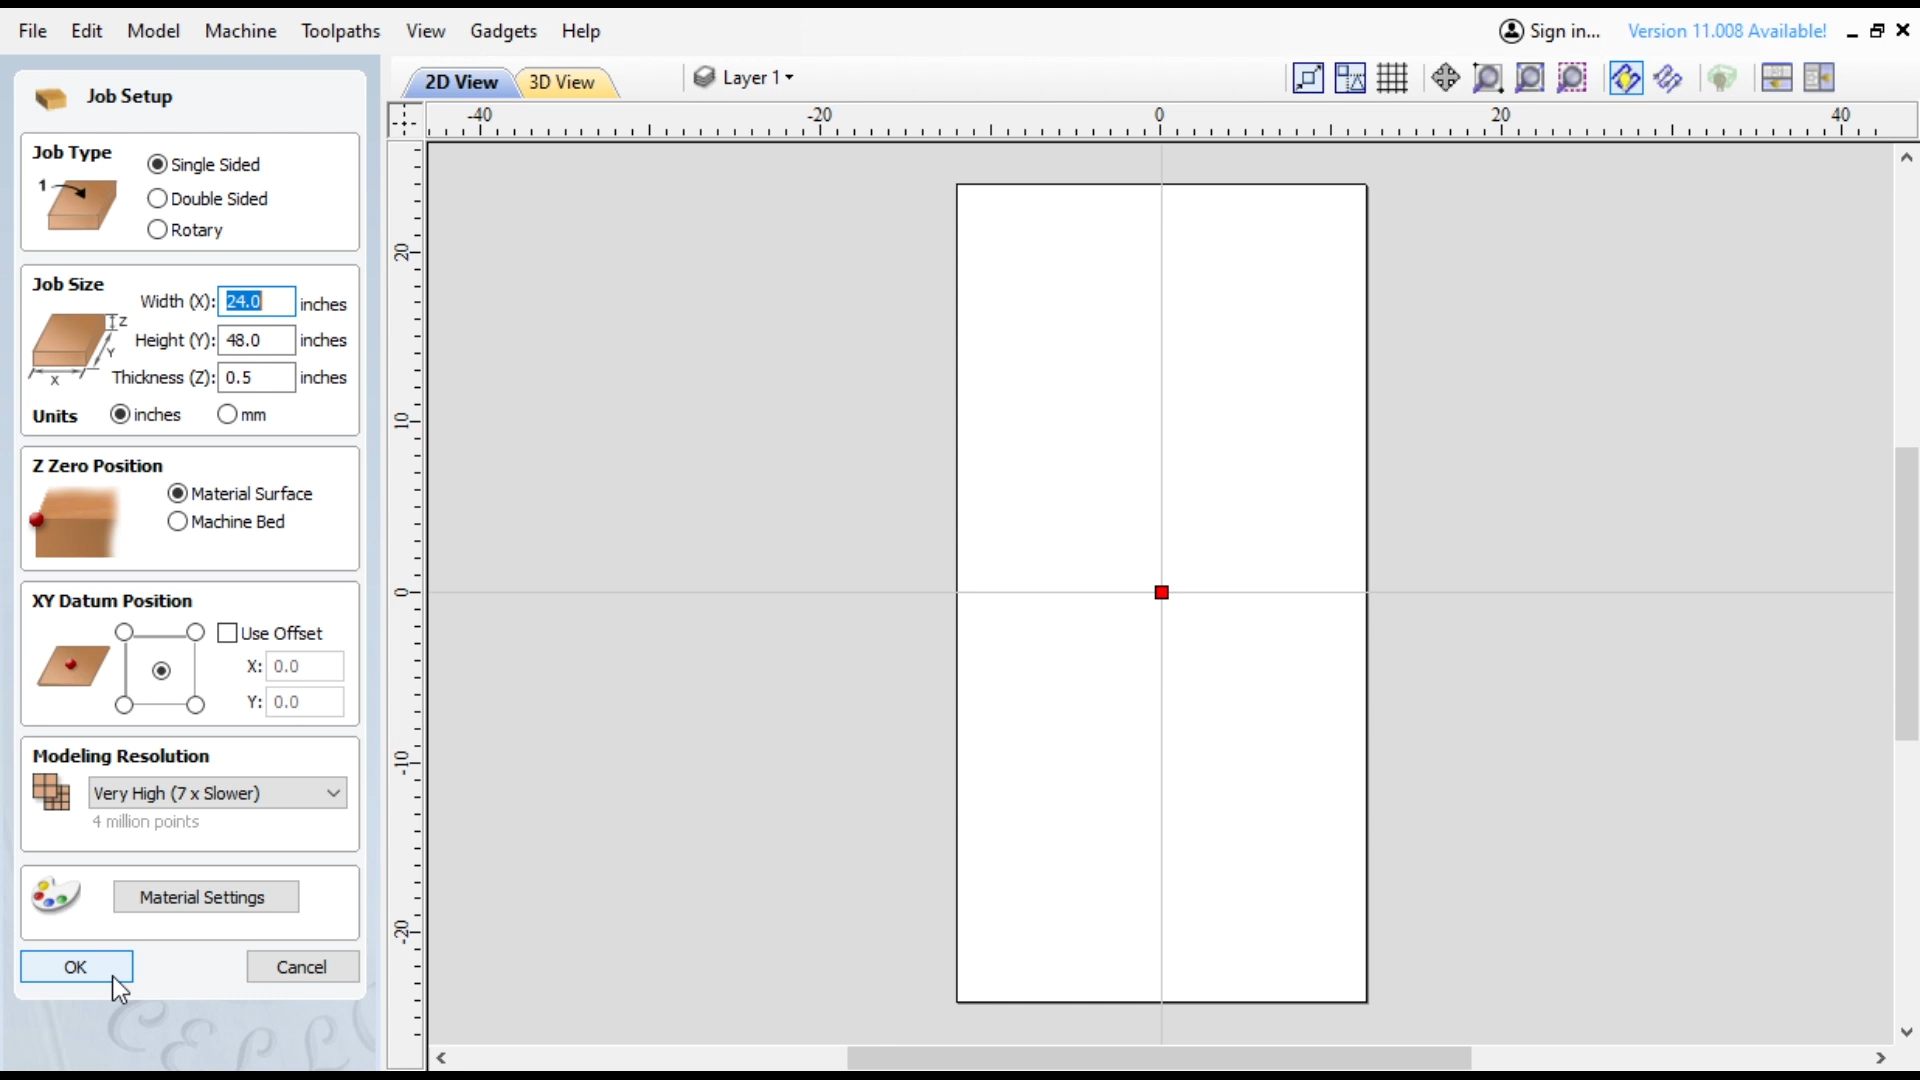 File Edit Model Machine Toolpaths View Gadgets Help
Sign in... Version 11.008 Available!
Job Setup
2D View 3D View Layer 1
Job Type
1
Single Sided
Double Sided
Rotary
Job Size
Width (X): 24.0 inches
Height (Y): 48.0 inches
Thickness (Z): 0.5 inches
Z
Y
X
Units inches mm
Z Zero Position
Material Surface
Machine Bed
XY Datum Position
Use Offset
X: 0.0
Y: 0.0
Modeling Resolution
Very High (7 x Slower)
4 million points
Material Settings
OK Cancel
-40 -20 0 20 40
20
10
0
-10
-20